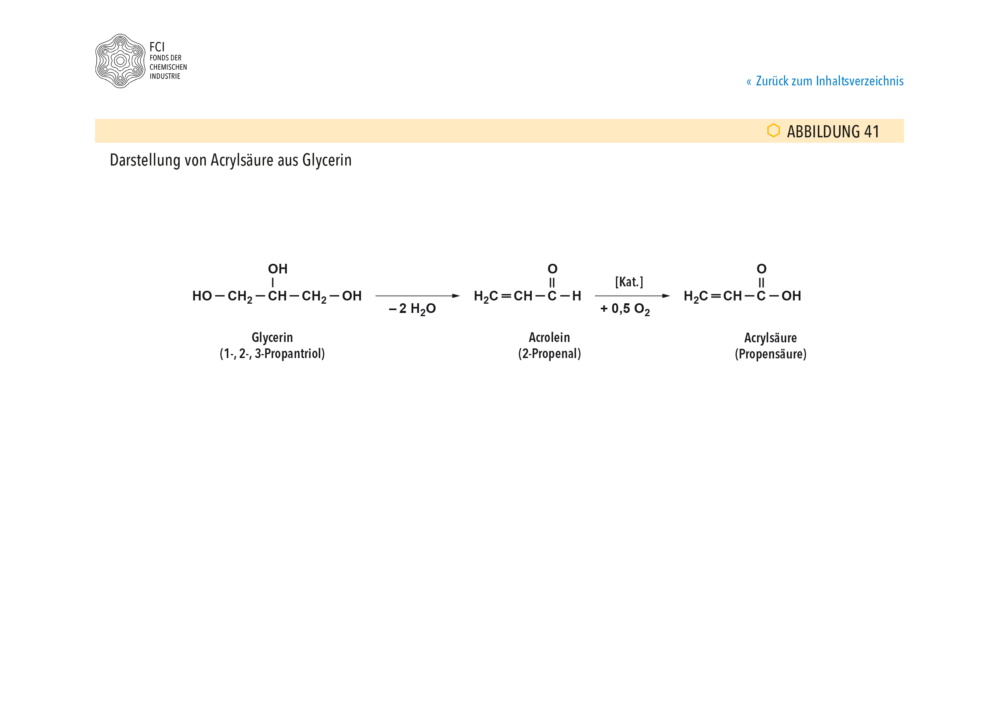 FCI
FONDS DER
CHEMISCHEN
INDUSTRIE
« Zurück zum Inhaltsverzeichnis
ABBILDUNG 41
Darstellung von Acrylsäure aus Glycerin
OH
HO — CH₂ — CH — CH₂ — OH
– 2 H₂O
O
H₂C = CH — C — H
[Kat.]
+ 0,5 O₂
O
H₂C = CH — C — OH
Glycerin
(1-, 2-, 3-Propantriol)
Acrolein
(2-Propenal)
Acrylsäure
(Propensäure)